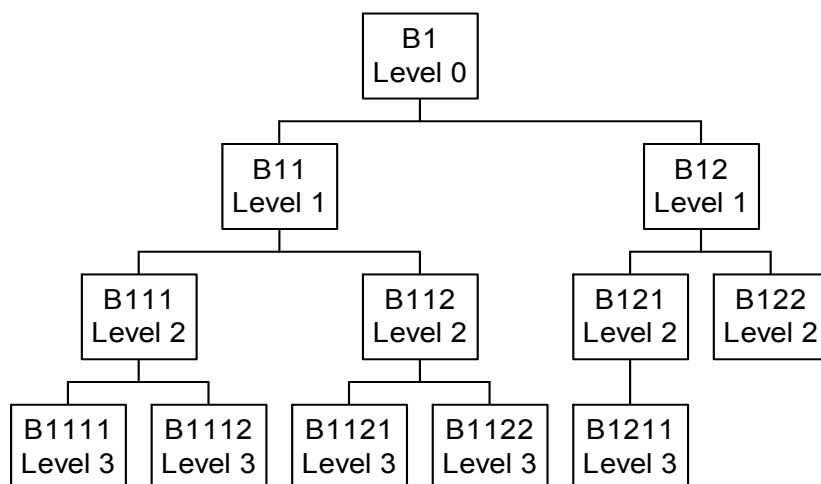 B1
Level 0
B11
Level 1
B12
Level 1
B111
Level 2
B112
Level 2
B121
Level 2
B122
Level 2
B1111
Level 3
B1112
Level 3
B1121
Level 3
B1122
Level 3
B1211
Level 3